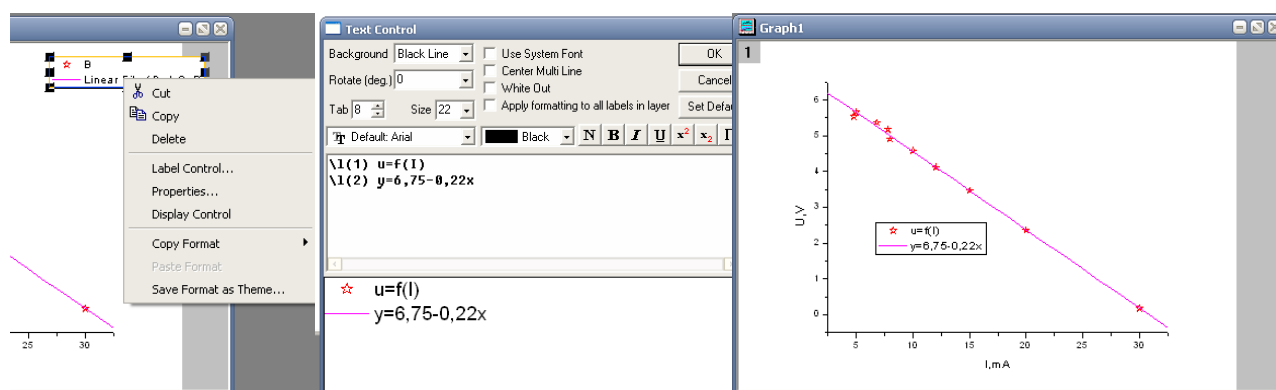 B
Linear
Cut
Copy
Delete
Label Control...
Properties...
Display Control
Copy Format
Paste Format
Save Format as Theme...
25 30
Text Control
Background Black Line
Use System Font
OK
Center Multi Line
Rotate (deg.) 0
White Out
Cancel
Tab 8 Size 22
Apply formatting to all labels in layer
Set Defau
Default: Arial Black N B I U x² x₂
\l(1) u=f(I)
\l(2) y=6,75-0,22x
u=f(I)
y=6,75-0,22x
Graph1
1
6
5
4
3
2
1
0
U,V
u=f(I)
y=6,75-0,22x
5 10 15 20 25 30
I,mA